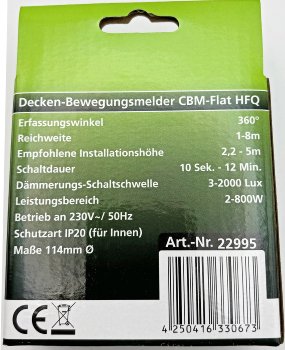 Decken-Bewegungsmelder CBM-Flat HFQ
Erfassungswinkel 360°
Reichweite 1-8m
Empfohlene Installationshöhe 2,2 - 5m
Schaltdauer 10 Sek. - 12 Min.
Dämmerungs-Schaltschwelle 3-2000 Lux
Leistungsbereich 2-800W
Betrieb an 230V~/ 50Hz
Schutzart IP20 (für Innen)
Maße 114mm Ø
Art.-Nr. 22995
CE
4 250416 330673